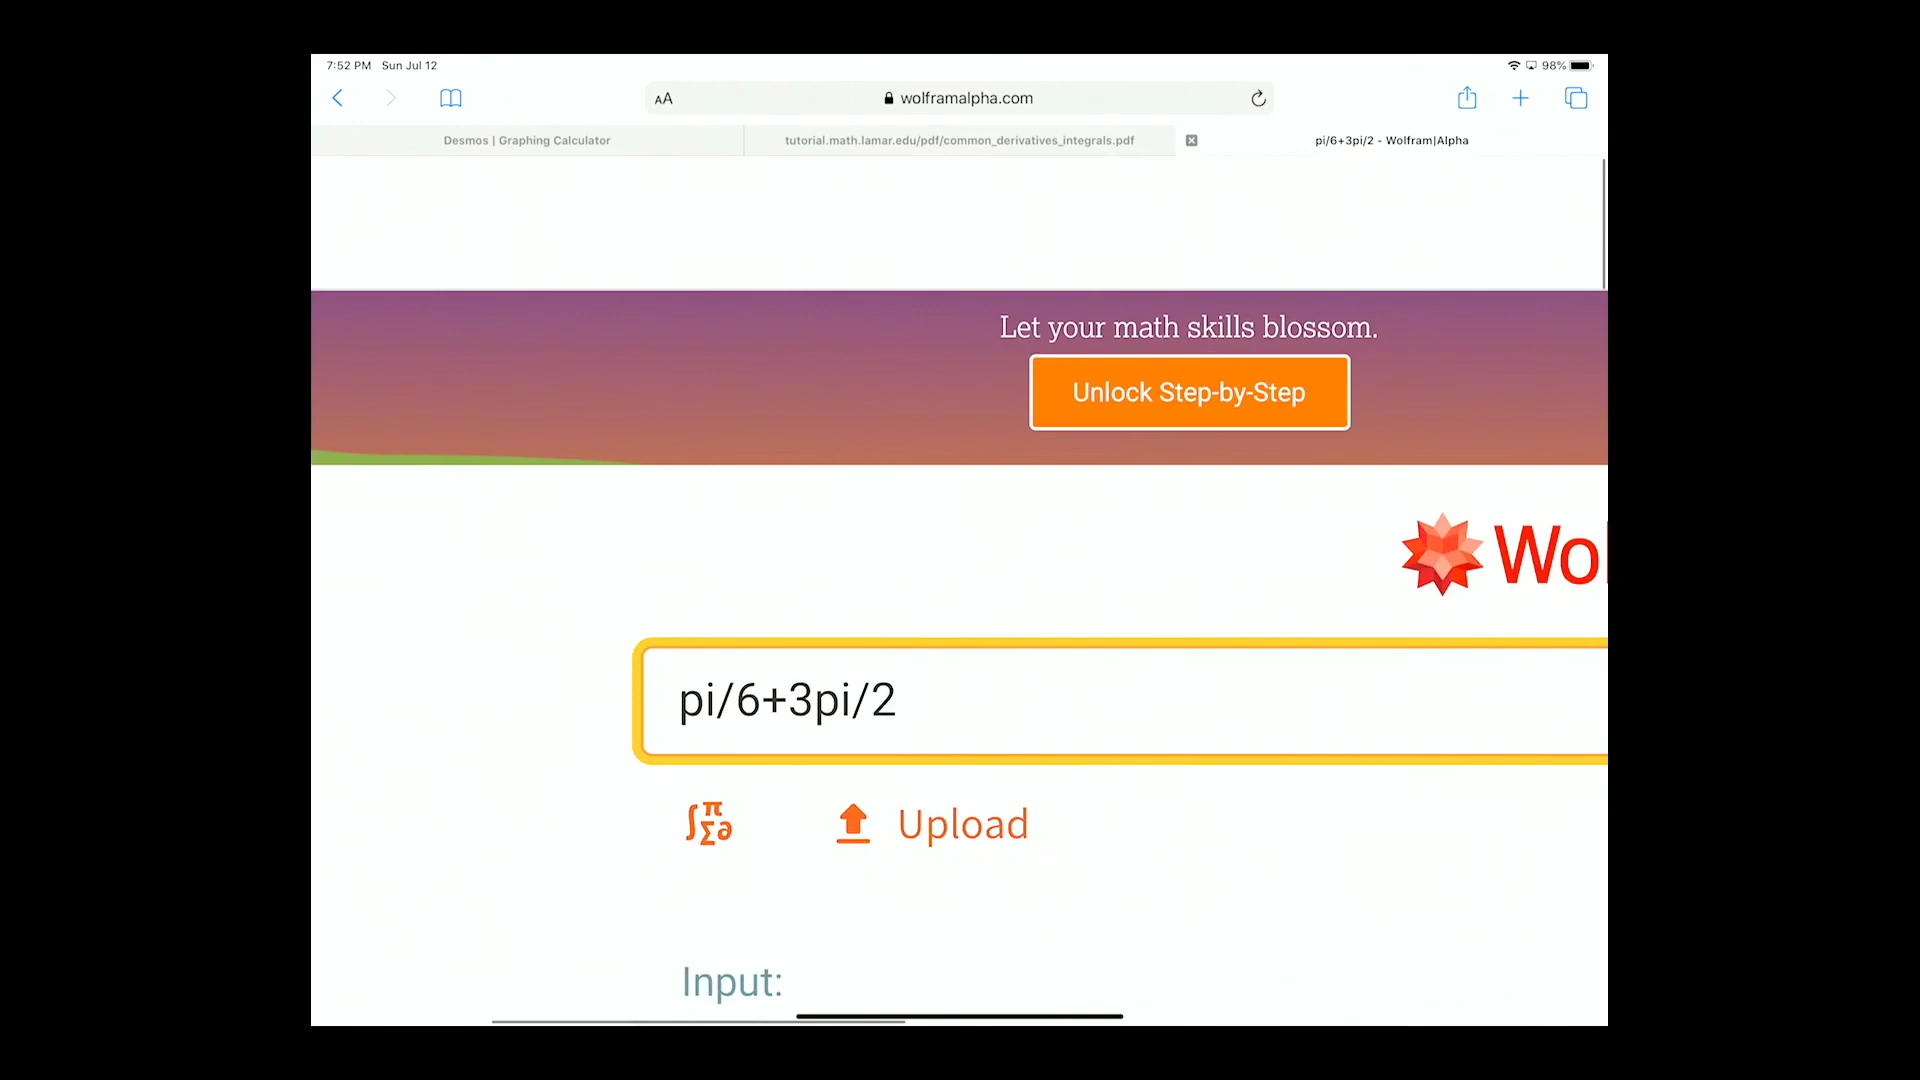 7:52 PM Sun Jul 12
98%
AA
wolframalpha.com
Desmos | Graphing Calculator
tutorial.math.lamar.edu/pdf/common_derivatives_integrals.pdf
pi/6+3pi/2 - Wolfram|Alpha
Let your math skills blossom.
Unlock Step-by-Step
Wol
pi/6+3pi/2
∫π∑∂
Upload
Input: